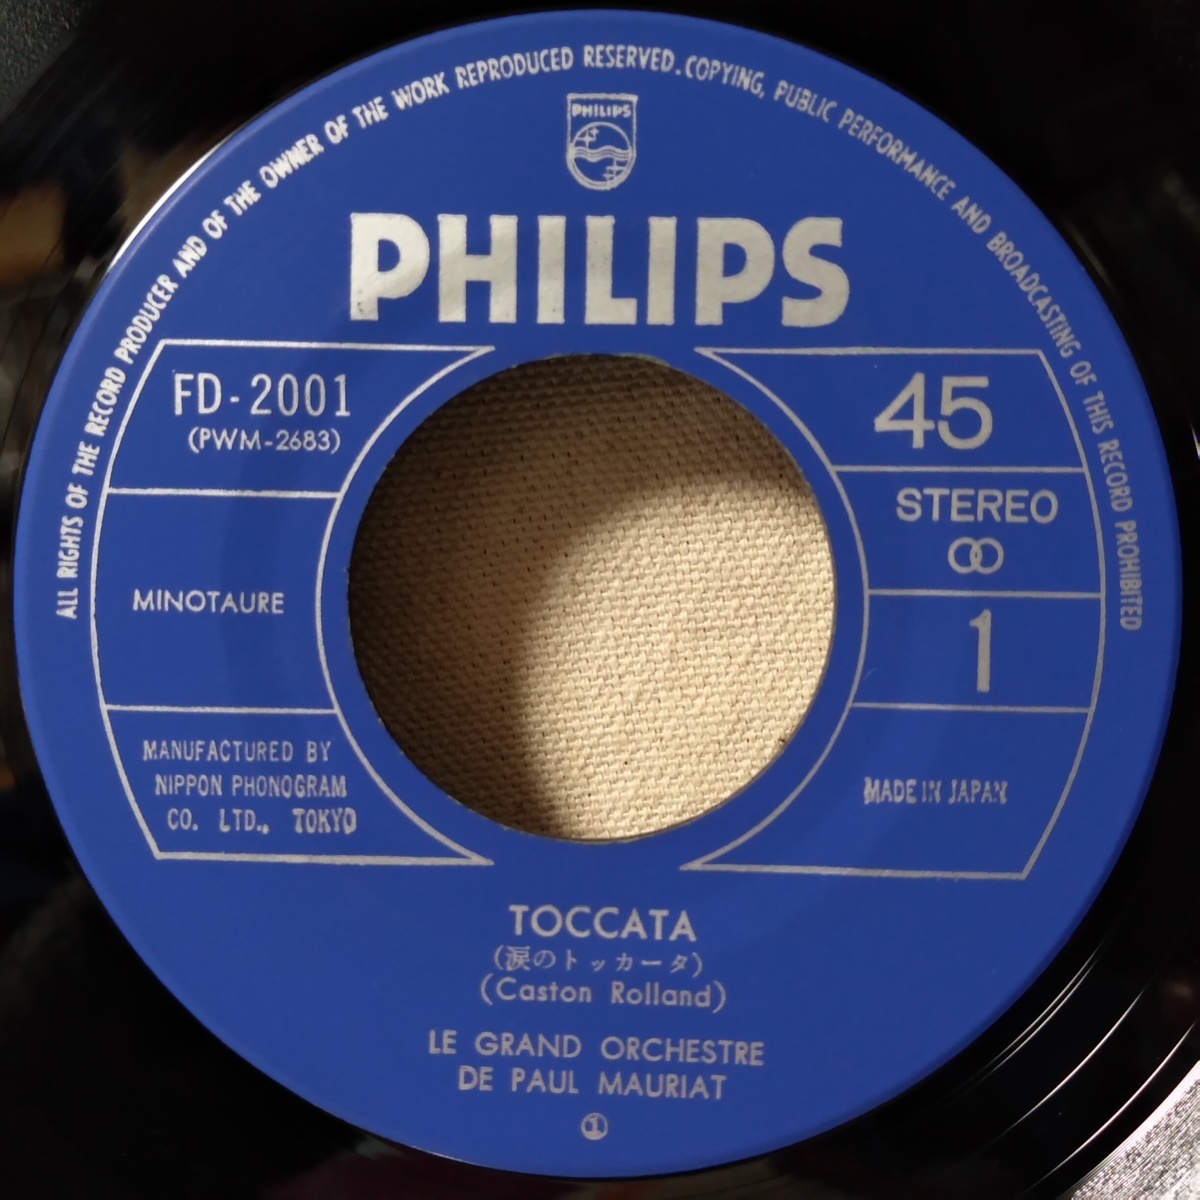 ALL RIGHTS OF THE RECORD PRODUCER AND OF THE OWNER OF THE WORK REPRODUCED RESERVED. COPYING, PUBLIC PERFORMANCE AND BROADCASTING OF THIS RECORD PROHIBITED
PHILIPS
PHILIPS
FD-2001
(PWM-2683)
MINOTAURE
MANUFACTURED BY
NIPPON PHONOGRAM
CO. LTD., TOKYO
45
STEREO
1
MADE IN JAPAN
TOCCATA
(涙のトッカータ)
(Caston Rolland)
LE GRAND ORCHESTRE
DE PAUL MAURIAT
①